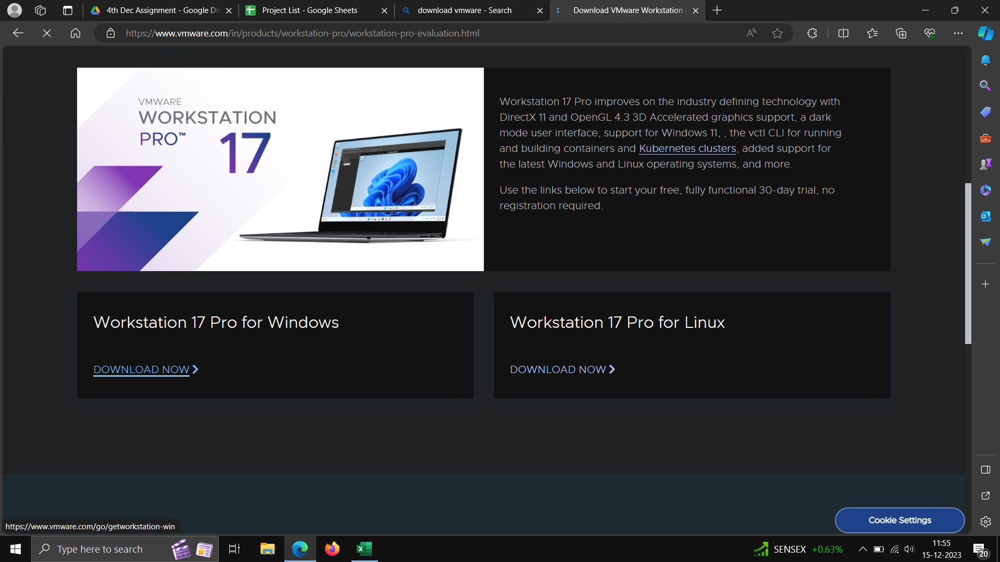 4th Dec Assignment - Google Dri
Project List - Google Sheets
download vmware - Search
Download VMware Workstation
https://www.vmware.com/in/products/workstation-pro/workstation-pro-evaluation.html
VMWARE
WORKSTATION
PRO™ 17
Workstation 17 Pro improves on the industry defining technology with
DirectX 11 and OpenGL 4.3 3D Accelerated graphics support, a dark
mode user interface, support for Windows 11, , the vctl CLI for running
and building containers and Kubernetes clusters, added support for
the latest Windows and Linux operating systems, and more.
Use the links below to start your free, fully functional 30-day trial, no
registration required.
Workstation 17 Pro for Windows
DOWNLOAD NOW
Workstation 17 Pro for Linux
DOWNLOAD NOW
Cookie Settings
https://www.vmware.com/go/getworkstation-win
Type here to search
SENSEX +0.63%
11:55
15-12-2023
20